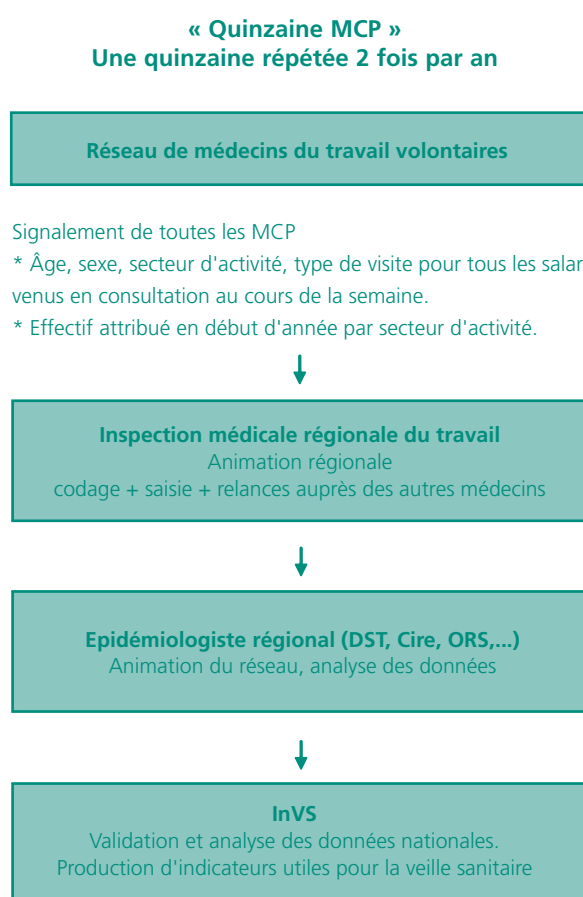 « Quinzaine MCP »
Une quinzaine répétée 2 fois par an
Réseau de médecins du travail volontaires
Signalement de toutes les MCP
* Âge, sexe, secteur d'activité, type de visite pour tous les salar
venus en consultation au cours de la semaine.
* Effectif attribué en début d'année par secteur d'activité.
Inspection médicale régionale du travail
Animation régionale
codage + saisie + relances auprès des autres médecins
Epidémiologiste régional (DST, Cire, ORS,...)
Animation du réseau, analyse des données
InVS
Validation et analyse des données nationales.
Production d'indicateurs utiles pour la veille sanitaire